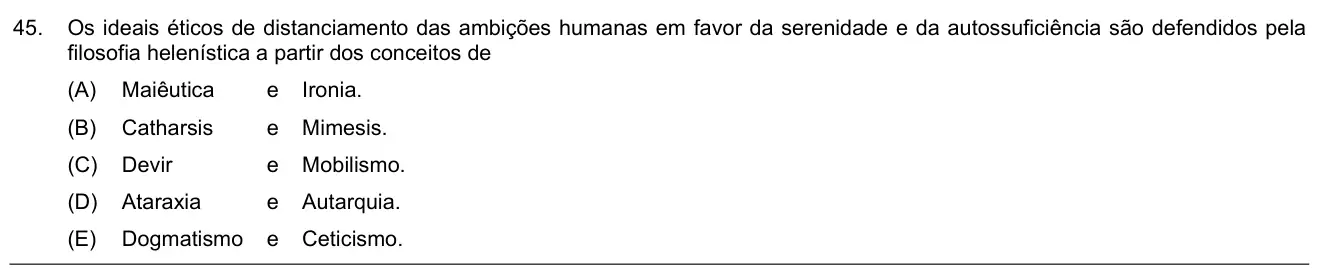 45. Os ideais éticos de distanciamento das ambições humanas em favor da serenidade e da autossuficiência são defendidos pela
filosofia helenística a partir dos conceitos de
(A) Maiêutica e Ironia.
(B) Catharsis e Mimesis.
(C) Devir e Mobilismo.
(D) Ataraxia e Autarquia.
(E) Dogmatismo e Ceticismo.